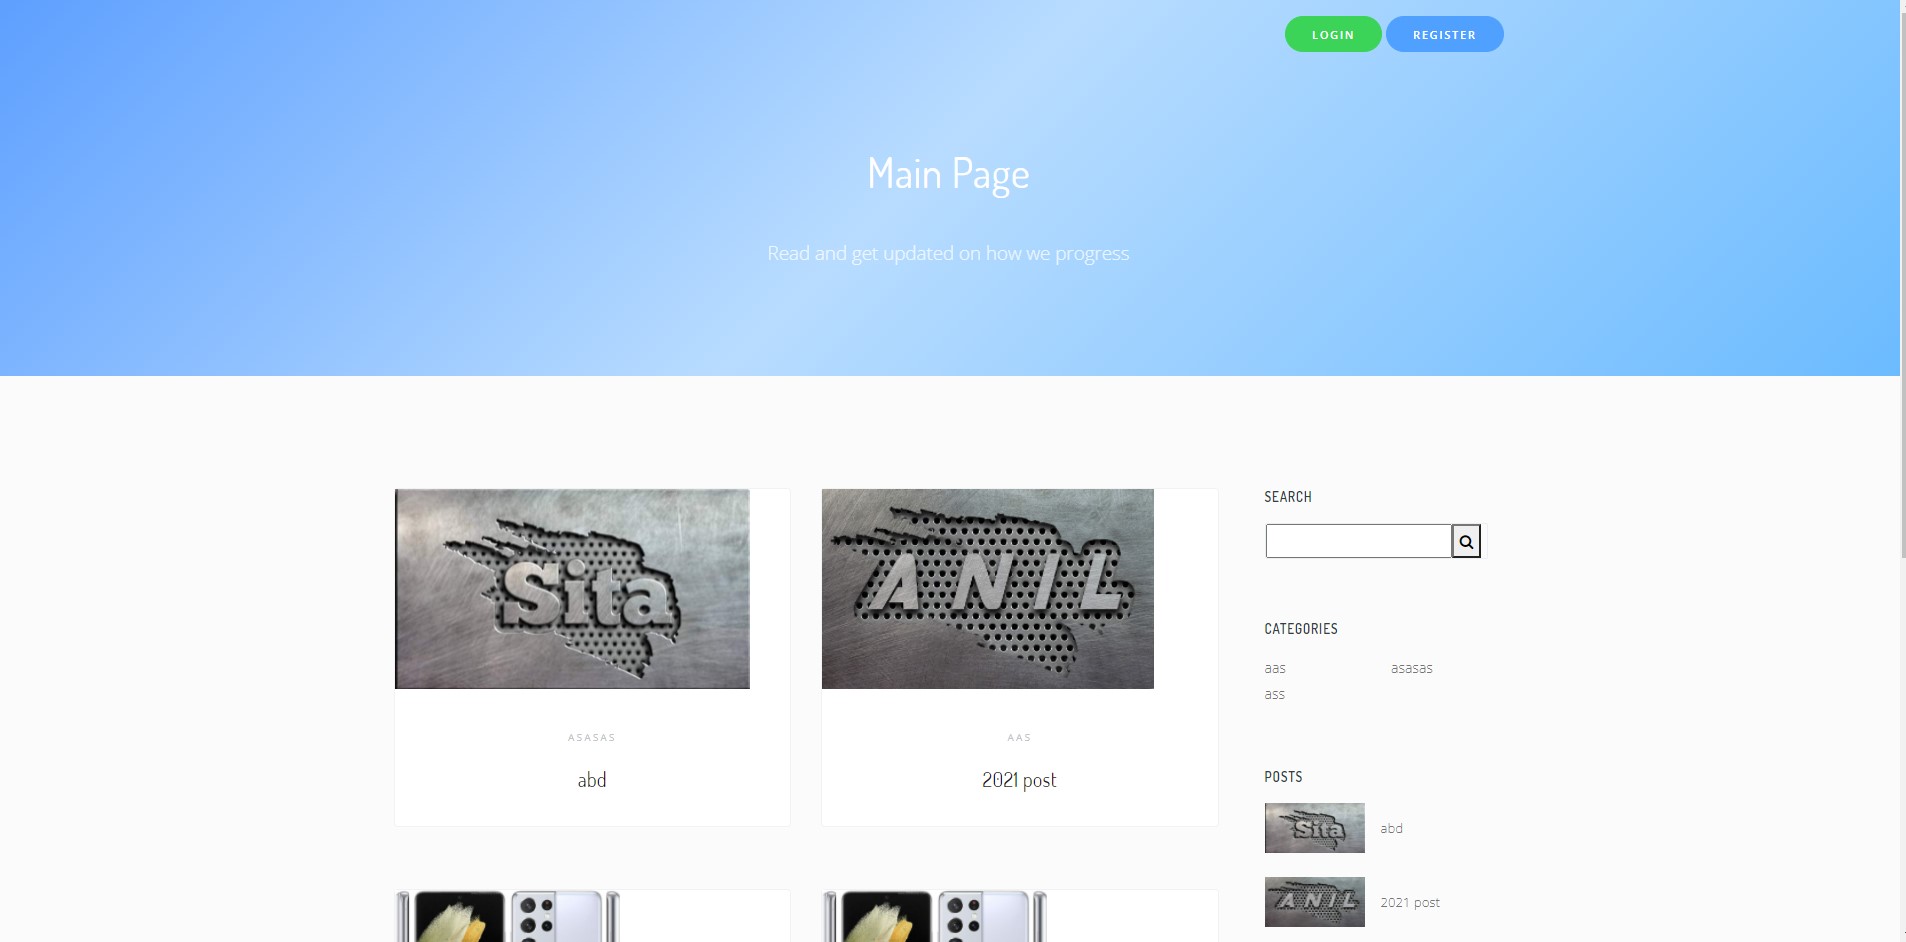 LOGIN REGISTER
Main Page
Read and get updated on how we progress
Sita
ASASAS
abd
ANIL
AAS
2021 post
SEARCH
CATEGORIES
aas asasas
ass
POSTS
Sita
abd
ANIL
2021 post